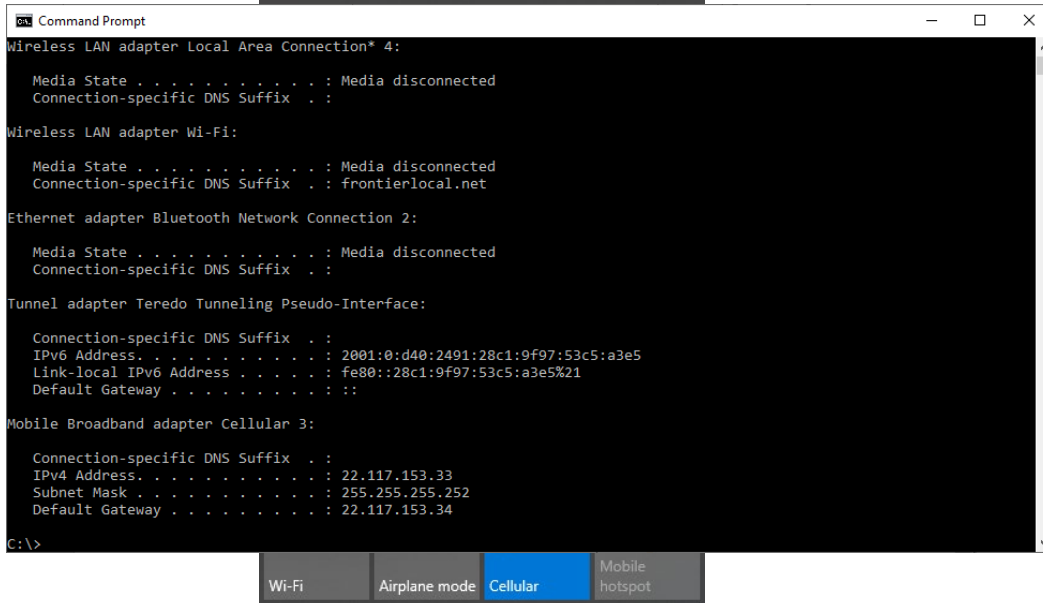 Command Prompt
Wireless LAN adapter Local Area Connection* 4:
Media State . . . . . . . . . . . : Media disconnected
Connection-specific DNS Suffix  . :
Wireless LAN adapter Wi-Fi:
Media State . . . . . . . . . . . : Media disconnected
Connection-specific DNS Suffix  . : frontierlocal.net
Ethernet adapter Bluetooth Network Connection 2:
Media State . . . . . . . . . . . : Media disconnected
Connection-specific DNS Suffix  . :
Tunnel adapter Teredo Tunneling Pseudo-Interface:
Connection-specific DNS Suffix  . :
IPv6 Address. . . . . . . . . . . : 2001:0:d40:2491:28c1:9f97:53c5:a3e5
Link-local IPv6 Address . . . . . : fe80::28c1:9f97:53c5:a3e5%21
Default Gateway . . . . . . . . . : ::
Mobile Broadband adapter Cellular 3:
Connection-specific DNS Suffix  . :
IPv4 Address. . . . . . . . . . . : 22.117.153.33
Subnet Mask . . . . . . . . . . . : 255.255.255.252
Default Gateway . . . . . . . . . : 22.117.153.34
C:\>
Wi-Fi
Airplane mode
Cellular
Mobile
hotspot